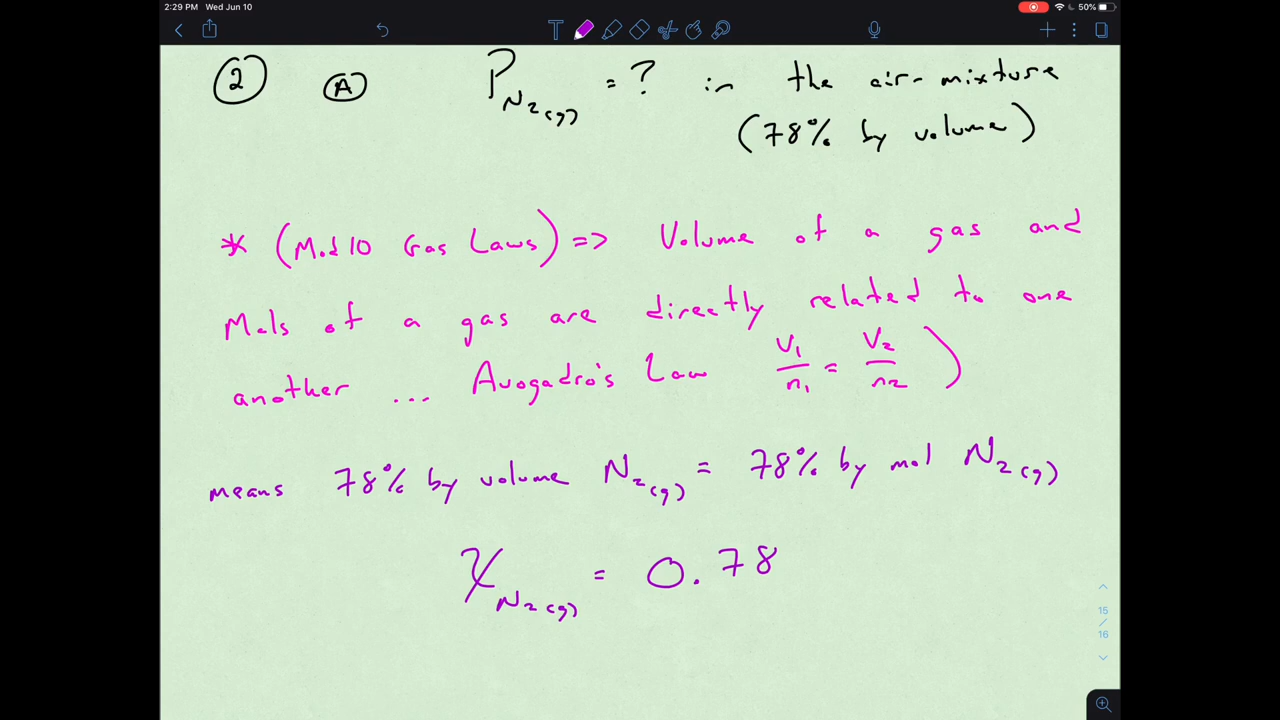 2:29 PM Wed Jun 10
50%
T
2 A P N2(g) = ? in the air-mixture
(78% by volume)
* (Mod 10 Gas Laws) => Volume of a gas and
Mols of a gas are directly related to one
another ... Avogadro's Law V1/n1 = V2/n2 )
means 78% by volume N2(g) = 78% by mol N2(g)
χ N2(g) = 0.78
15
/
16